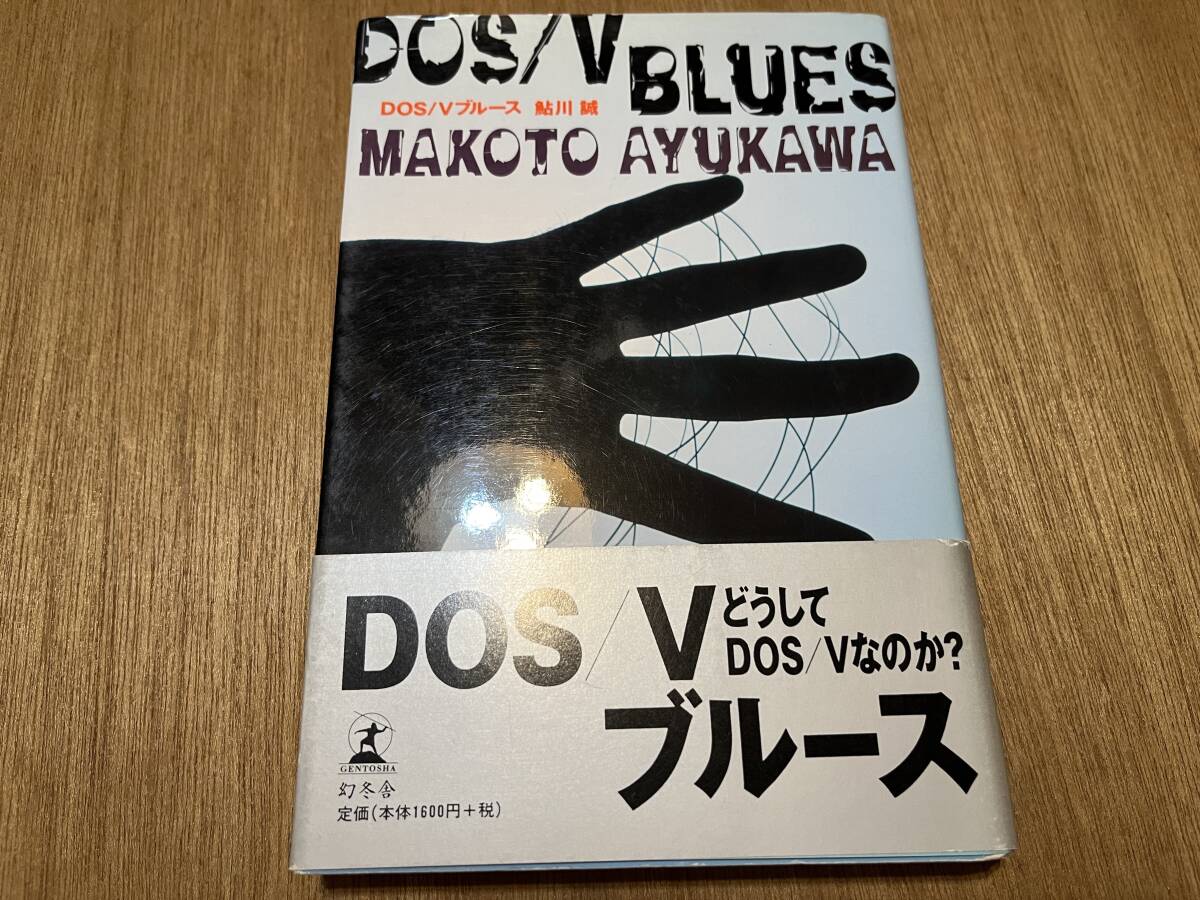 DOS/V BLUES
DOS/Vブルース 鮎川 誠
MAKOTO AYUKAWA
DOS/V
どうして
DOS/Vなのか?
ブルース
GENTOSHA
幻冬舎
定価(本体1600円+税)